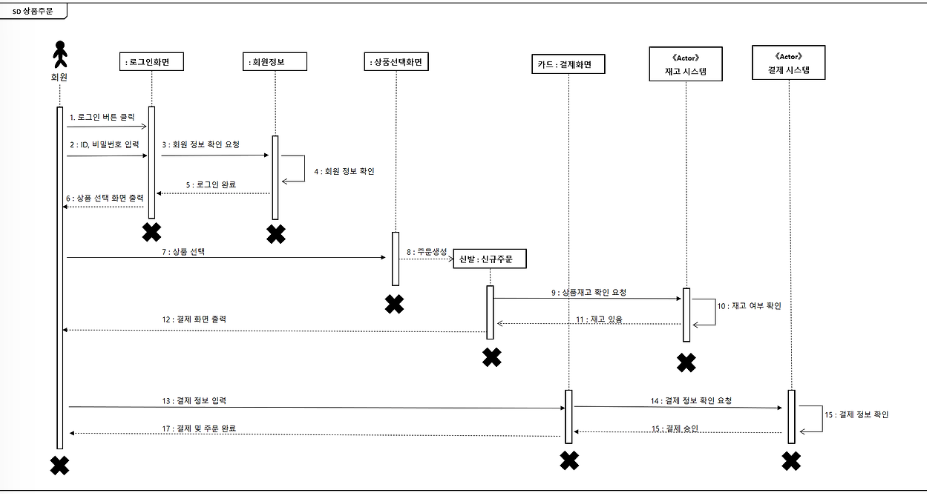 SD 상품주문
회원
: 로그인화면
: 회원정보
: 상품선택화면
카드 : 결제화면
《Actor》
재고 시스템
《Actor》
결제 시스템
1. 로그인 버튼 클릭
2 : ID, 비밀번호 입력
3 : 회원 정보 확인 요청
4 : 회원 정보 확인
5 : 로그인 완료
6 : 상품 선택 화면 출력
7 : 상품 선택
8 : 주문생성
신발 : 신규주문
9 : 상품재고 확인 요청
10 : 재고 여부 확인
11 : 재고 있음
12 : 결제 화면 출력
13 : 결제 정보 입력
14 : 결제 정보 확인 요청
15 : 결제 정보 확인
15 : 결제 승인
17 : 결제 및 주문 완료